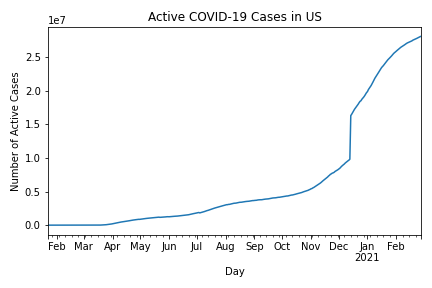 Active COVID-19 Cases in US
1e7
Number of Active Cases
2.5
2.0
1.5
1.0
0.5
0.0
Feb Mar Apr May Jun Jul Aug Sep Oct Nov Dec Jan Feb
2021
Day